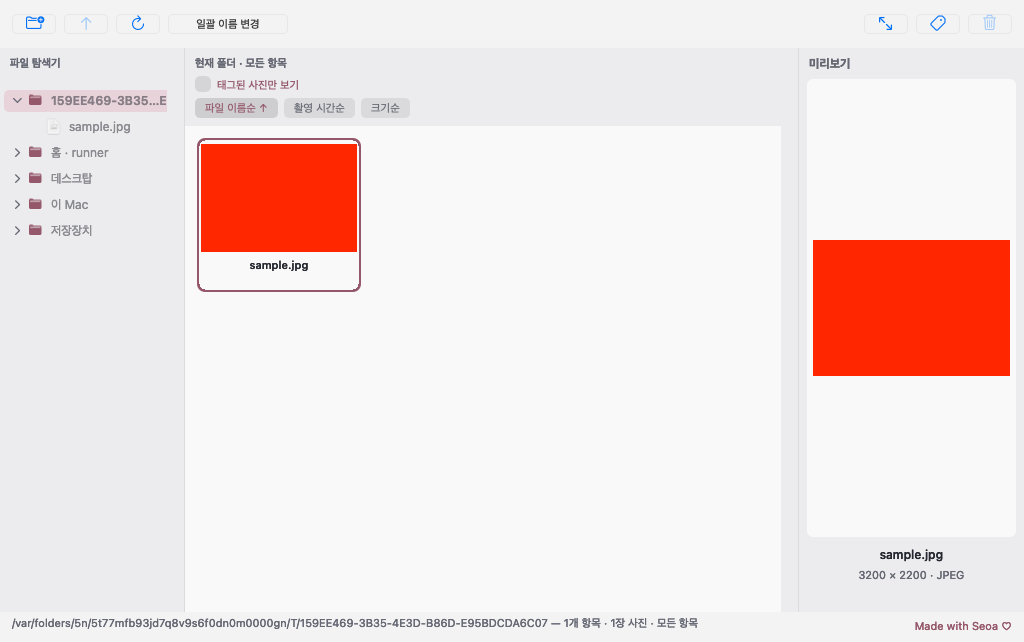 일괄 이름 변경
파일 탐색기
159EE469-3B35...E
sample.jpg
홈 · runner
데스크탑
이 Mac
저장장치
현재 폴더 · 모든 항목
태그된 사진만 보기
파일 이름순 ↑
촬영 시간순
크기순
sample.jpg
미리보기
sample.jpg
3200 × 2200 · JPEG
/var/folders/5n/5t77mfb93jd7q8v9s6f0dn0m0000gn/T/159EE469-3B35-4E3D-B86D-E95BDCDA6C07 — 1개 항목 · 1장 사진 · 모든 항목
Made with Seoa ♡